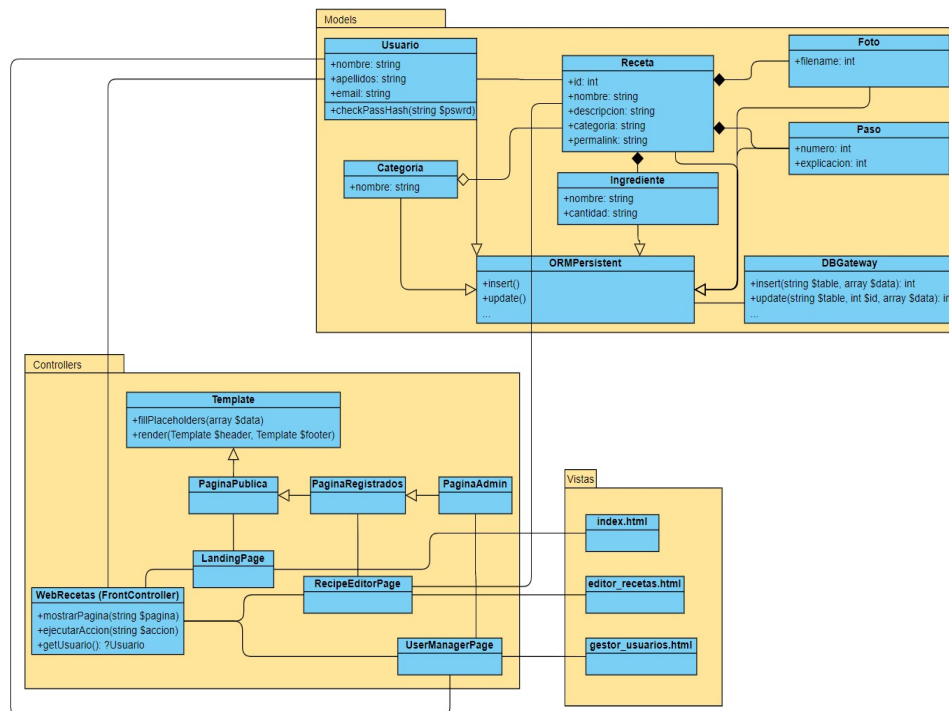 Models
Usuario
+nombre: string
+apellidos: string
+email: string
+checkPassHash(string $pswrd)
Receta
+id: int
+nombre: string
+descripcion: string
+categoria: string
+permalink: string
Foto
+filename: int
Paso
+numero: int
+explicacion: int
Categoria
+nombre: string
Ingrediente
+nombre: string
+cantidad: string
ORMPersistent
+insert()
+update()
...
DBGateway
+insert(string $table, array $data): int
+update(string $table, int $id, array $data): in
...
Controllers
Template
+fillPlaceholders(array $data)
+render(Template $header, Template $footer)
PaginaPublica
PaginaRegistrados
PaginaAdmin
LandingPage
RecipeEditorPage
UserManagerPage
WebRecetas (FrontController)
+mostrarPagina(string $pagina)
+ejecutarAccion(string $accion)
+getUsuario(): ?Usuario
Vistas
index.html
editor_recetas.html
gestor_usuarios.html